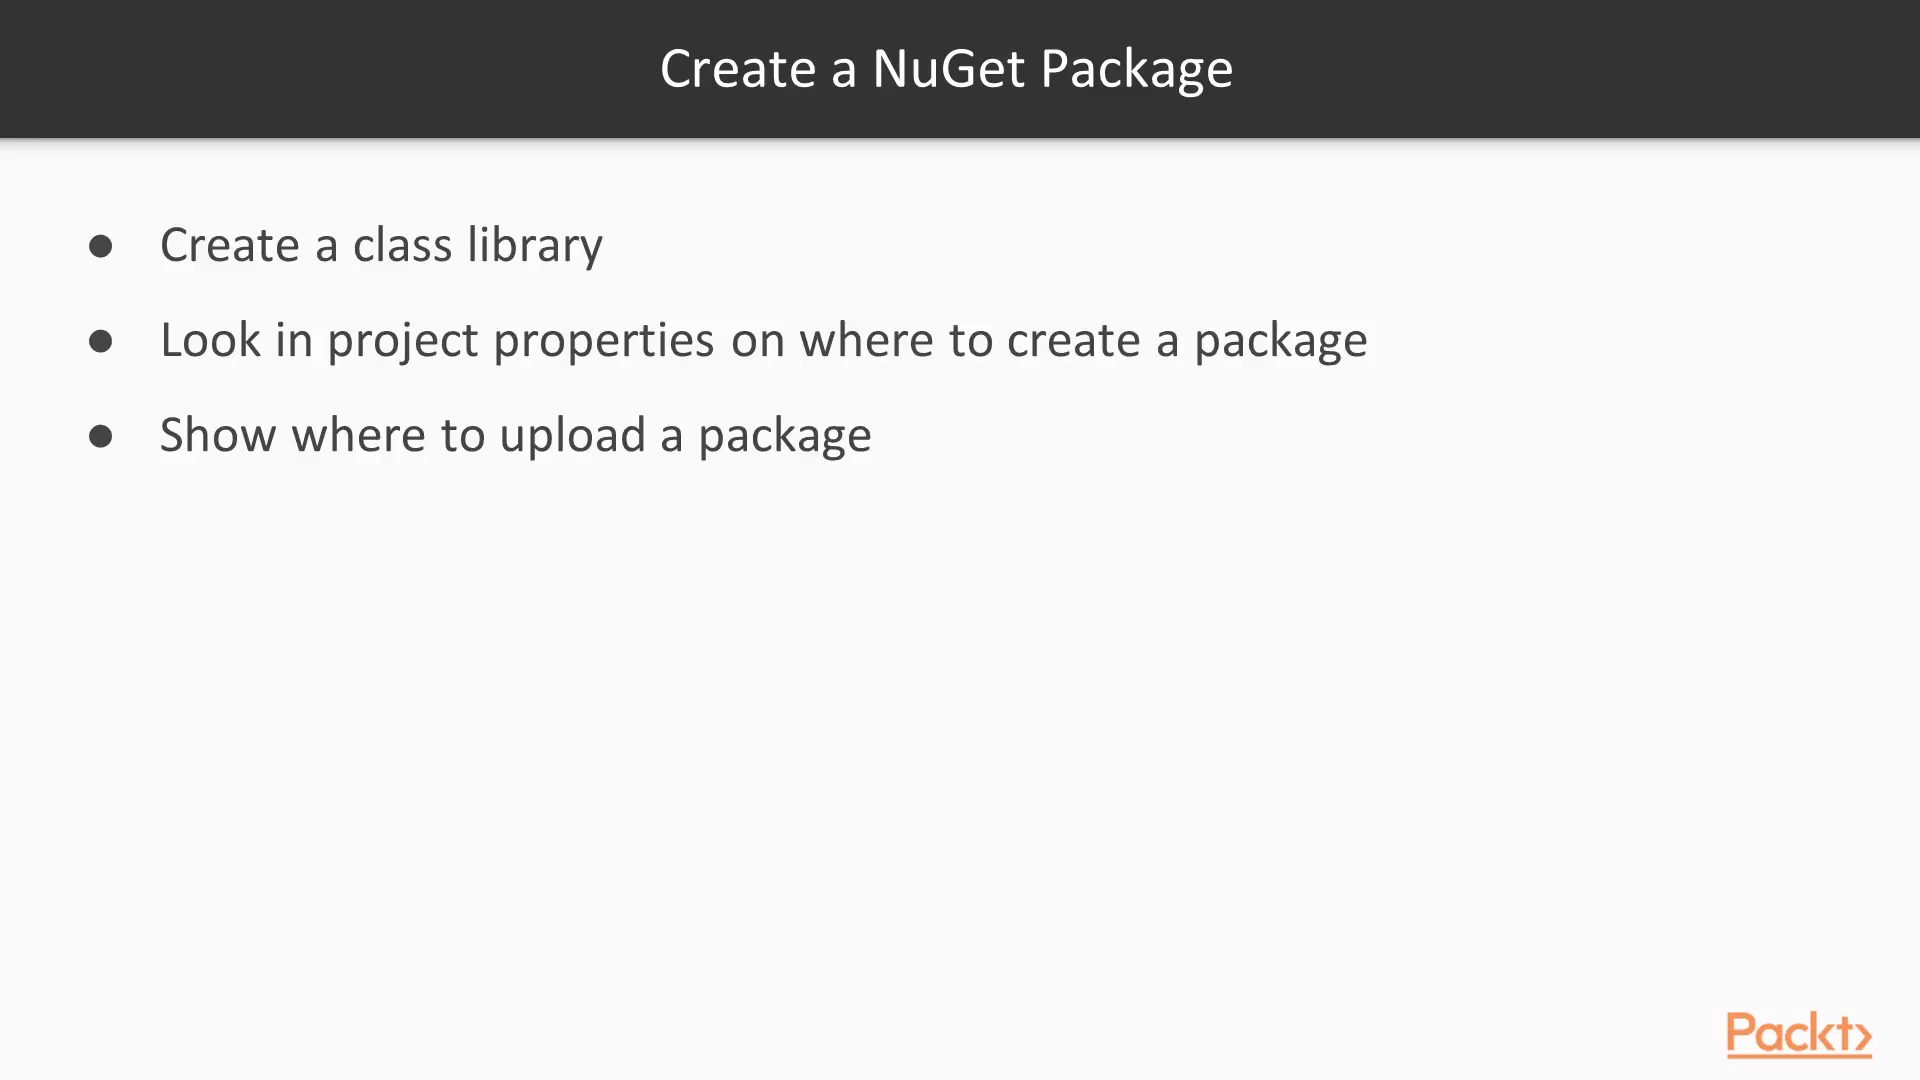 Create a NuGet Package
● Create a class library
● Look in project properties on where to create a package
● Show where to upload a package
Packt>